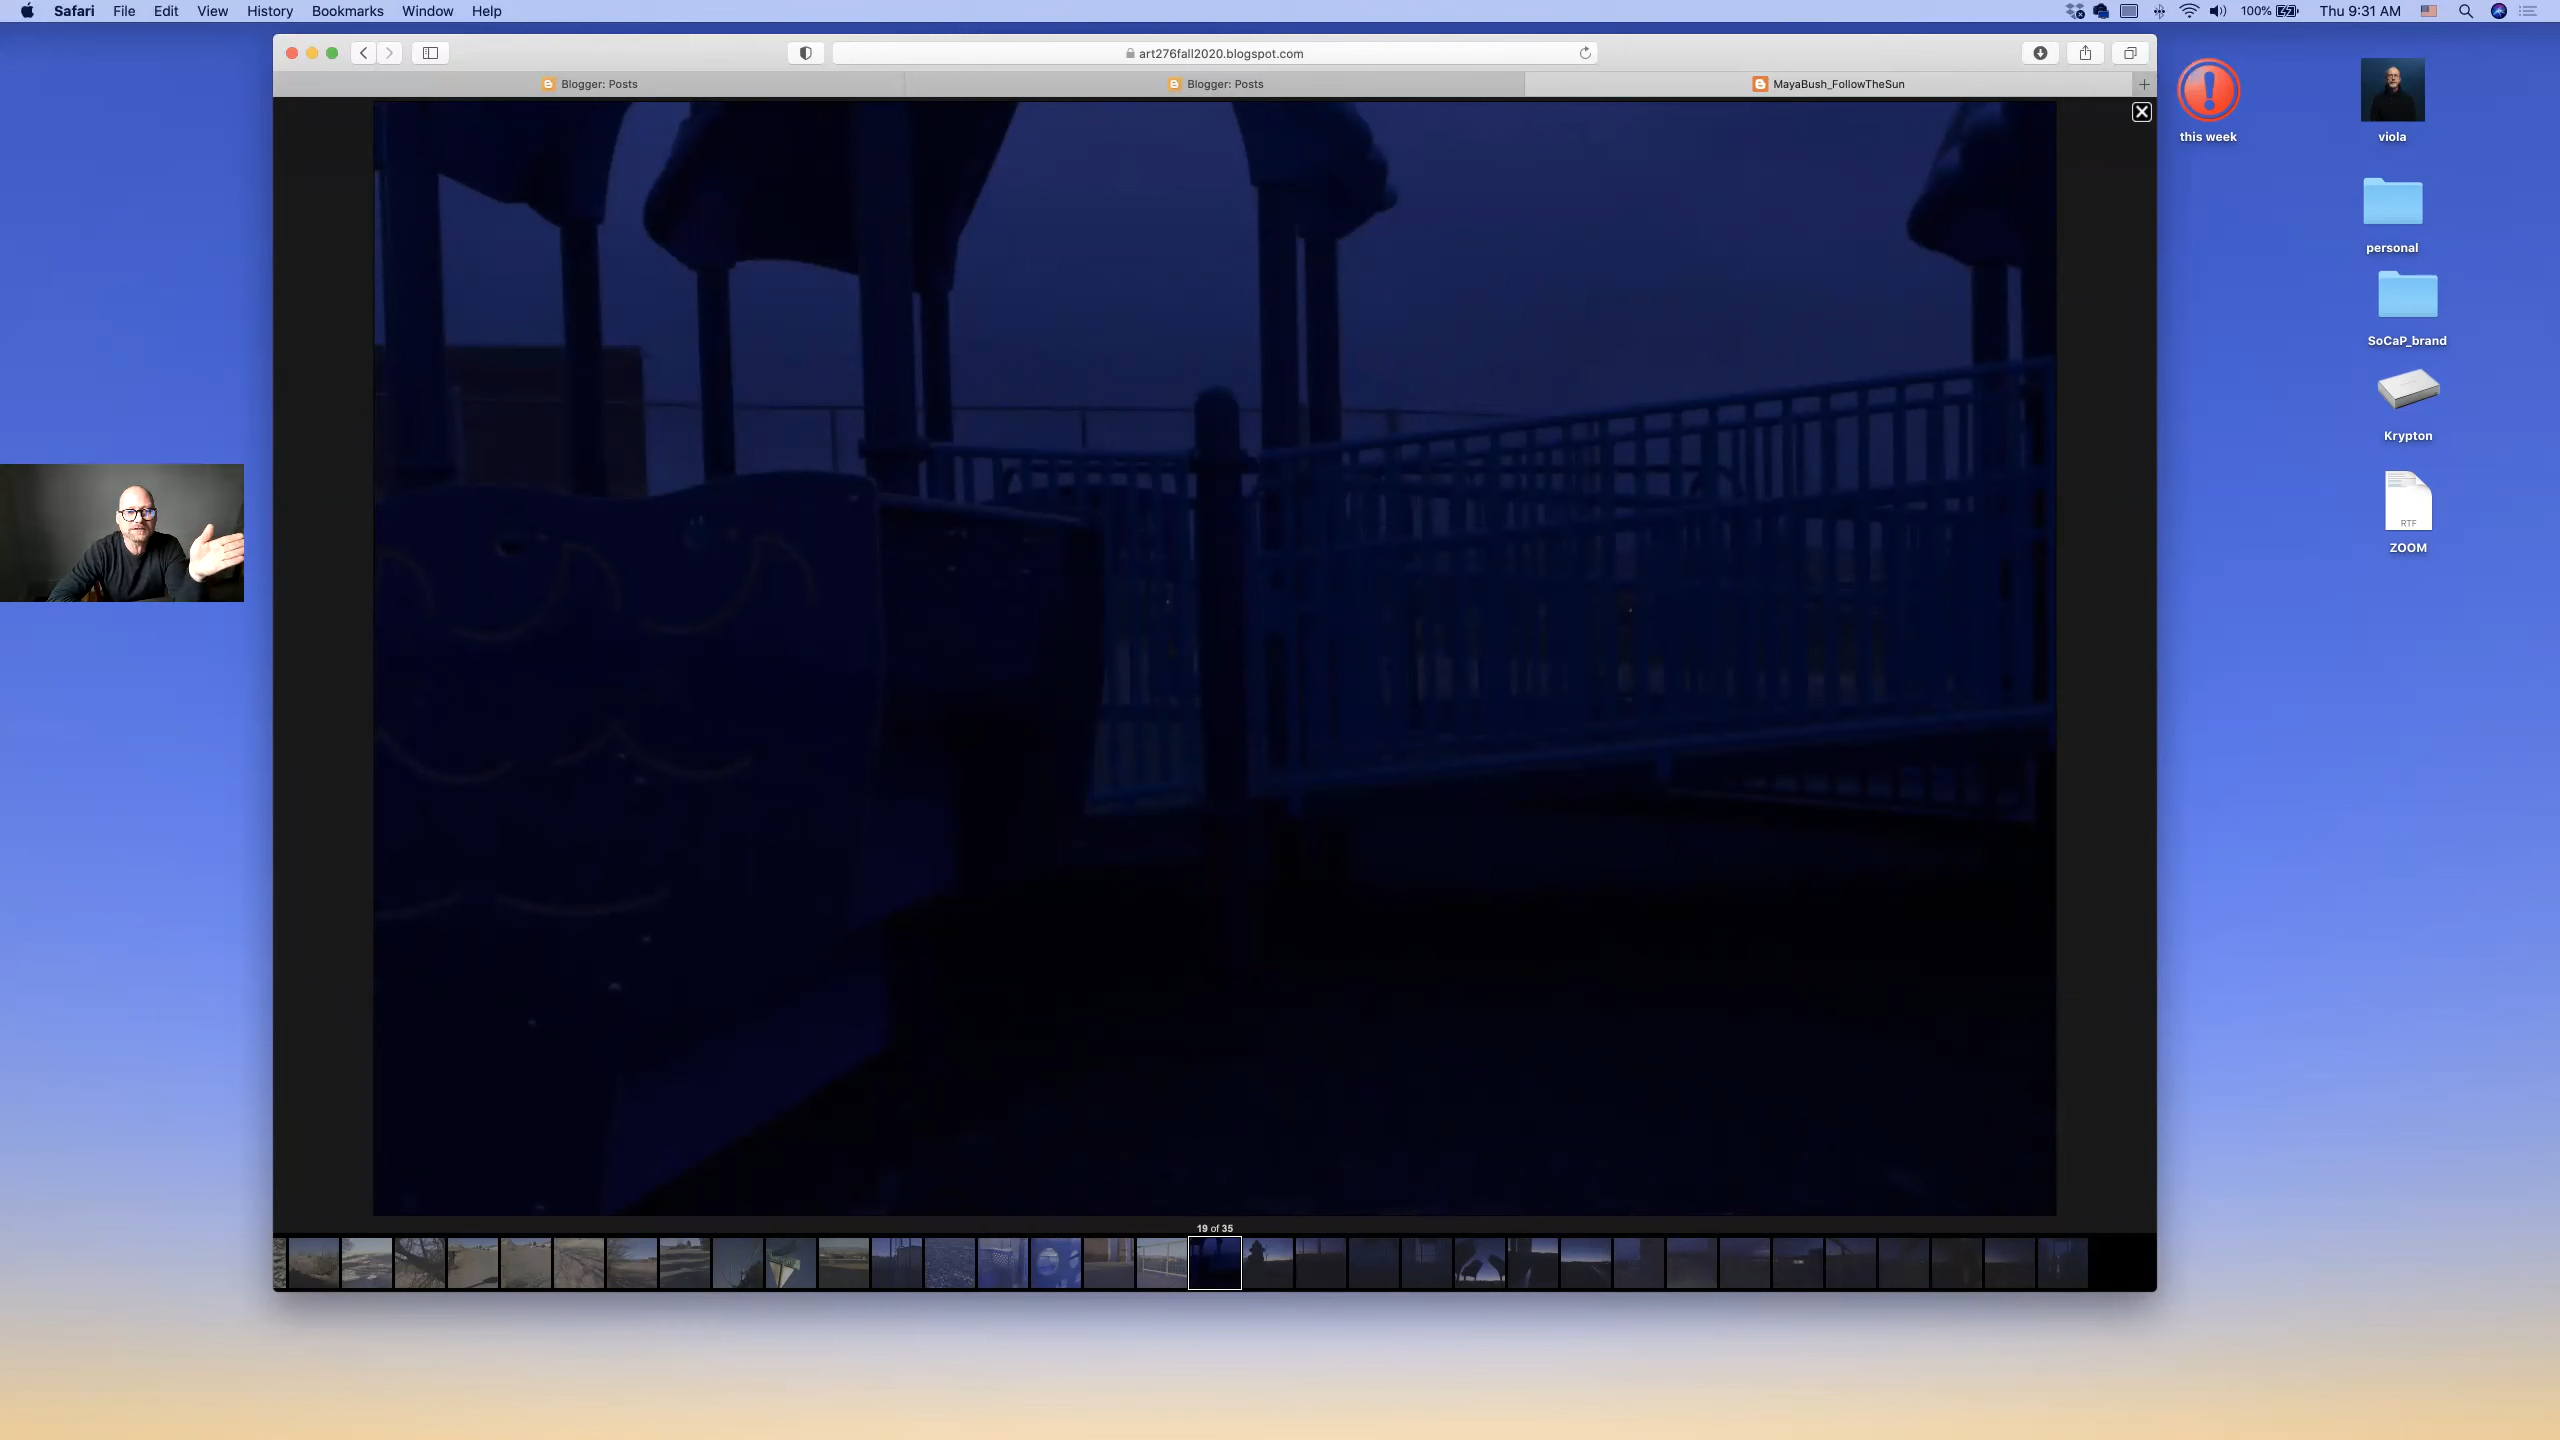 Safari File Edit View History Bookmarks Window Help
100% Thu 9:31 AM
art276fall2020.blogspot.com
Blogger: Posts
Blogger: Posts
MayaBush_FollowTheSun
this week
viola
personal
SoCaP_brand
Krypton
RTF
ZOOM
19 of 35